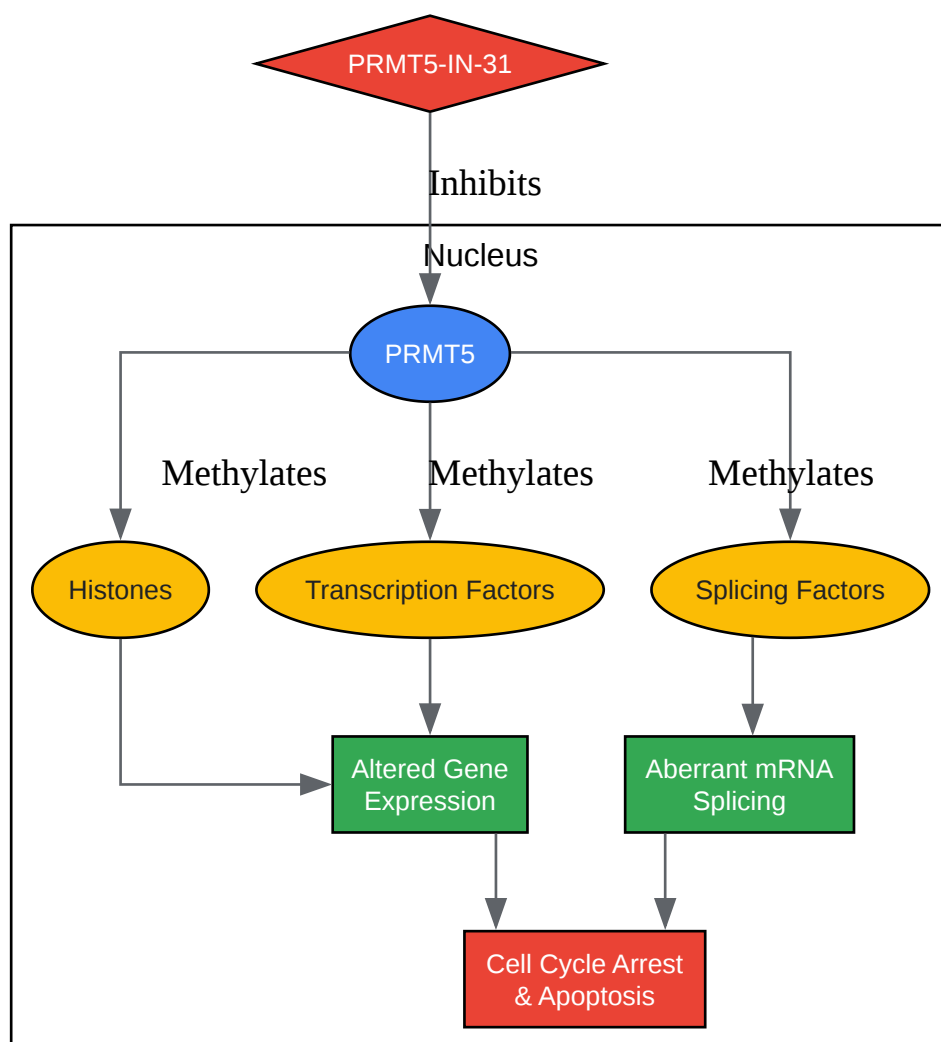 PRMT5-IN-31
Inhibits
Nucleus
PRMT5
Methylates
Methylates
Methylates
Histones
Transcription Factors
Splicing Factors
Altered Gene
Expression
Aberrant mRNA
Splicing
Cell Cycle Arrest
& Apoptosis